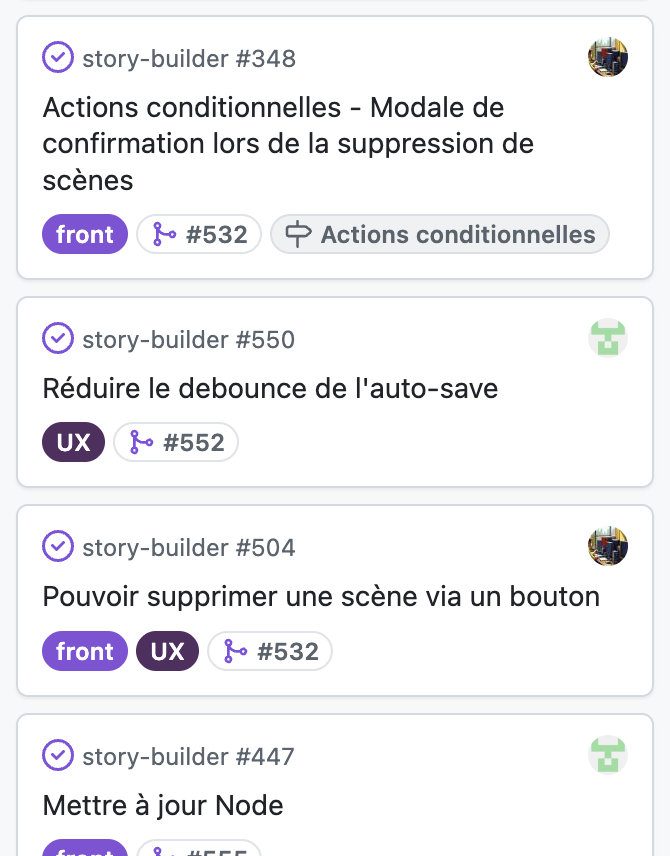 story-builder #348
Actions conditionnelles - Modale de
confirmation lors de la suppression de
scènes
front #532 Actions conditionnelles
story-builder #550
Réduire le debounce de l'auto-save
UX #552
story-builder #504
Pouvoir supprimer une scène via un bouton
front UX #532
story-builder #447
Mettre à jour Node
front #555